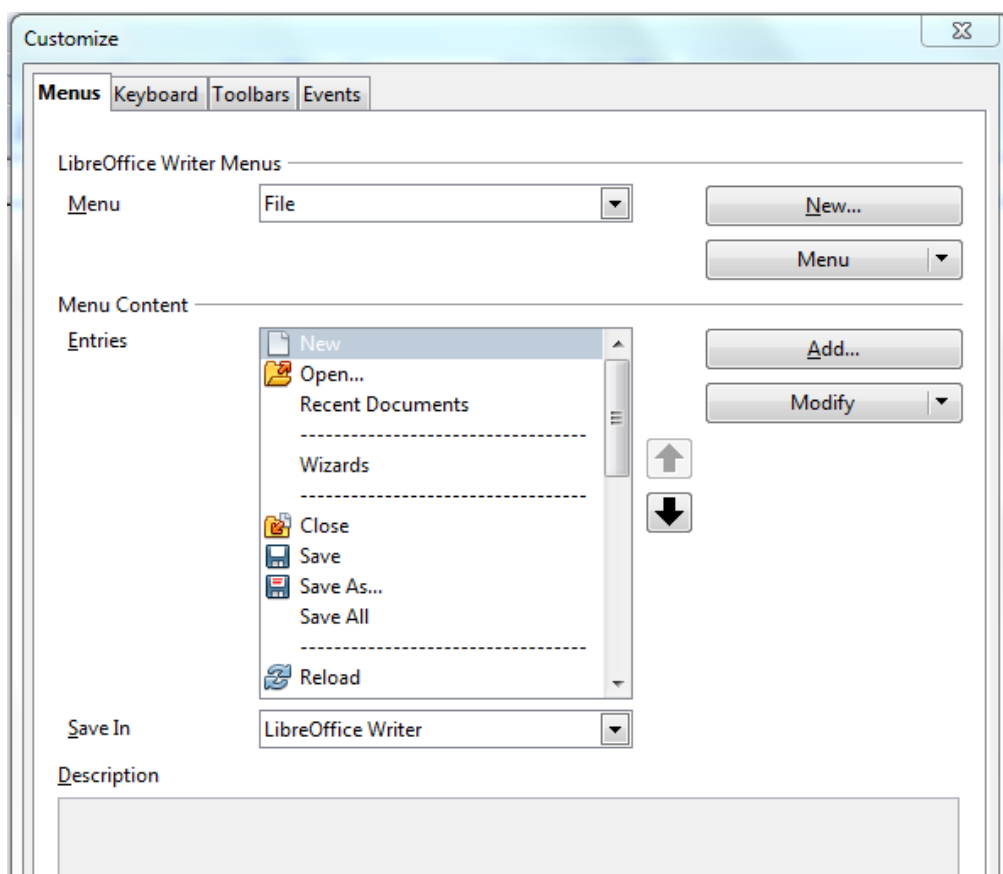 Customize
Menus Keyboard Toolbars Events
LibreOffice Writer Menus
Menu File New...
Menu
Menu Content
Entries New Add...
Open... Modify
Recent Documents
---------------------------------
Wizards
---------------------------------
Close
Save
Save As...
Save All
---------------------------------
Reload
Save In LibreOffice Writer
Description